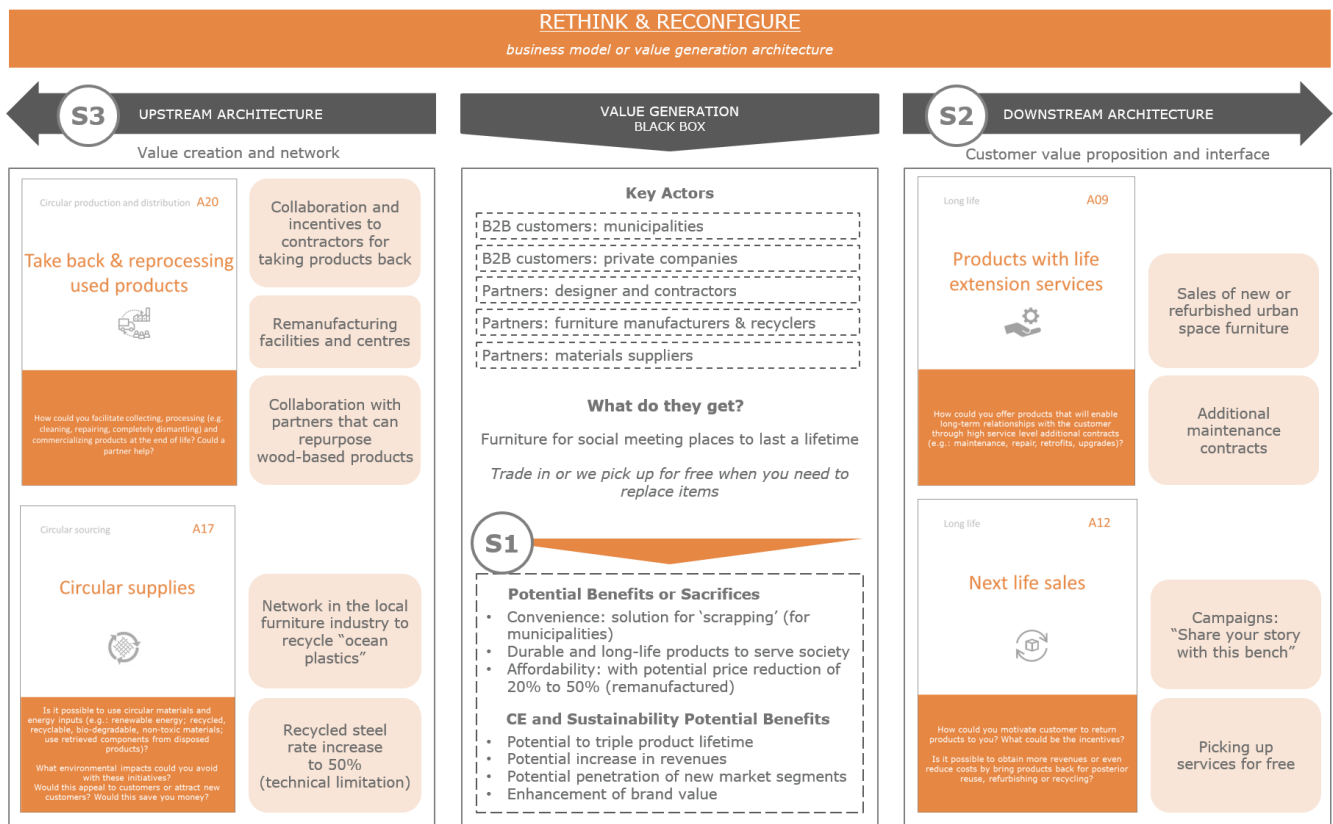 RETHINK & RECONFIGURE
business model or value generation architecture
S3
UPSTREAM ARCHITECTURE
Value creation and network
Circular production and distribution A20
Take back & reprocessing
used products
How could you facilitate collecting, processing (e.g.
cleaning, repairing, completely dismantling) and
commercializing products at the end of life? Could a
partner help?
Collaboration and
incentives to
contractors for
taking products back
Remanufacturing
facilities and centres
Collaboration with
partners that can
repurpose
wood-based products
Circular sourcing A17
Circular supplies
Is it possible to use circular materials and
energy inputs (e.g.: renewable energy; recycled,
recyclable, bio-degradable, non-toxic materials;
use retrieved components from disposed
products)?
What environmental impacts could you avoid
with these initiatives?
Would this appeal to customers or attract new
customers? Would this save you money?
Network in the local
furniture industry to
recycle “ocean
plastics”
Recycled steel
rate increase
to 50%
(technical limitation)
VALUE GENERATION
BLACK BOX
Key Actors
B2B customers: municipalities
B2B customers: private companies
Partners: designer and contractors
Partners: furniture manufacturers & recyclers
Partners: materials suppliers
What do they get?
Furniture for social meeting places to last a lifetime
Trade in or we pick up for free when you need to
replace items
S1
Potential Benefits or Sacrifices
• Convenience: solution for ‘scrapping’ (for
municipalities)
• Durable and long-life products to serve society
• Affordability: with potential price reduction of
20% to 50% (remanufactured)
CE and Sustainability Potential Benefits
• Potential to triple product lifetime
• Potential increase in revenues
• Potential penetration of new market segments
• Enhancement of brand value
S2
DOWNSTREAM ARCHITECTURE
Customer value proposition and interface
Long life A09
Products with life
extension services
How could you offer products that will enable
long-term relationships with the customer
through high service level additional contracts
(e.g.: maintenance, repair, retrofits, upgrades)?
Sales of new or
refurbished urban
space furniture
Additional
maintenance
contracts
Long life A12
Next life sales
How could you motivate customer to return
products to you? What could be the incentives?
Is it possible to obtain more revenues or even
reduce costs by bring products back for posterior
reuse, refurbishing or recycling?
Campaigns:
“Share your story
with this bench”
Picking up
services for free